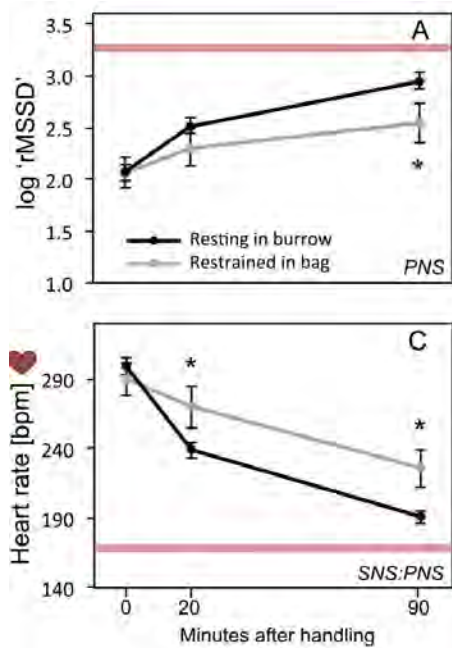 A
3.5
3.0
2.5
2.0
1.5
1.0
log 'rMSSD'
*
Resting in burrow
Restrained in bag
PNS
C
290
240
190
140
Heart rate [bpm]
*
*
SNS:PNS
0
20
90
Minutes after handling